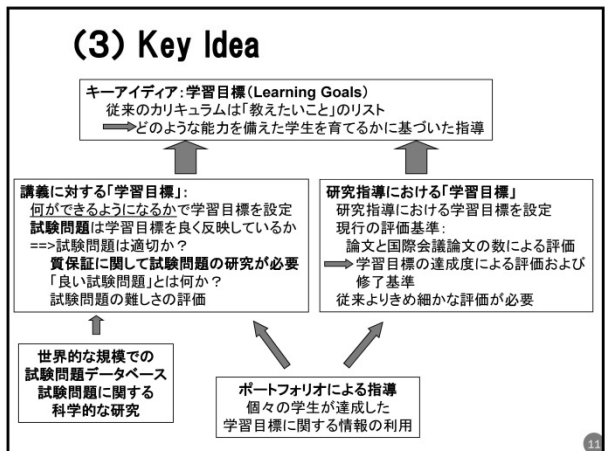 (3) Key Idea
キーアイディア:学習目標(Learning Goals)
従来のカリキュラムは「教えたいこと」のリスト
どのような能力を備えた学生を育てるかに基づいた指導
講義に対する「学習目標」:
何ができるようになるかで学習目標を設定
試験問題は学習目標を良く反映しているか
==>試験問題は適切か?
質保証に関して試験問題の研究が必要
「良い試験問題」とは何か?
試験問題の難しさの評価
研究指導における「学習目標」
研究指導における学習目標を設定
現行の評価基準:
論文と国際会議論文の数による評価
学習目標の達成度による評価および
修了基準
従来よりきめ細かな評価が必要
世界的な規模での
試験問題データベース
試験問題に関する
科学的な研究
ポートフォリオによる指導
個々の学生が達成した
学習目標に関する情報の利用
11